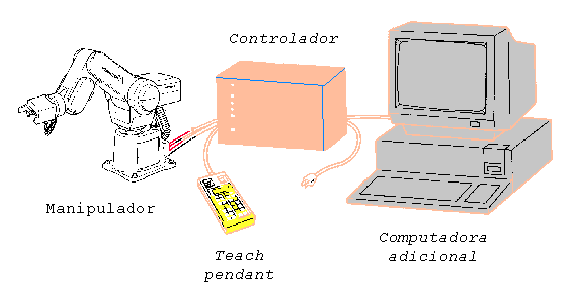 Controlador
Manipulador
Teach
pendant
Computadora
adicional